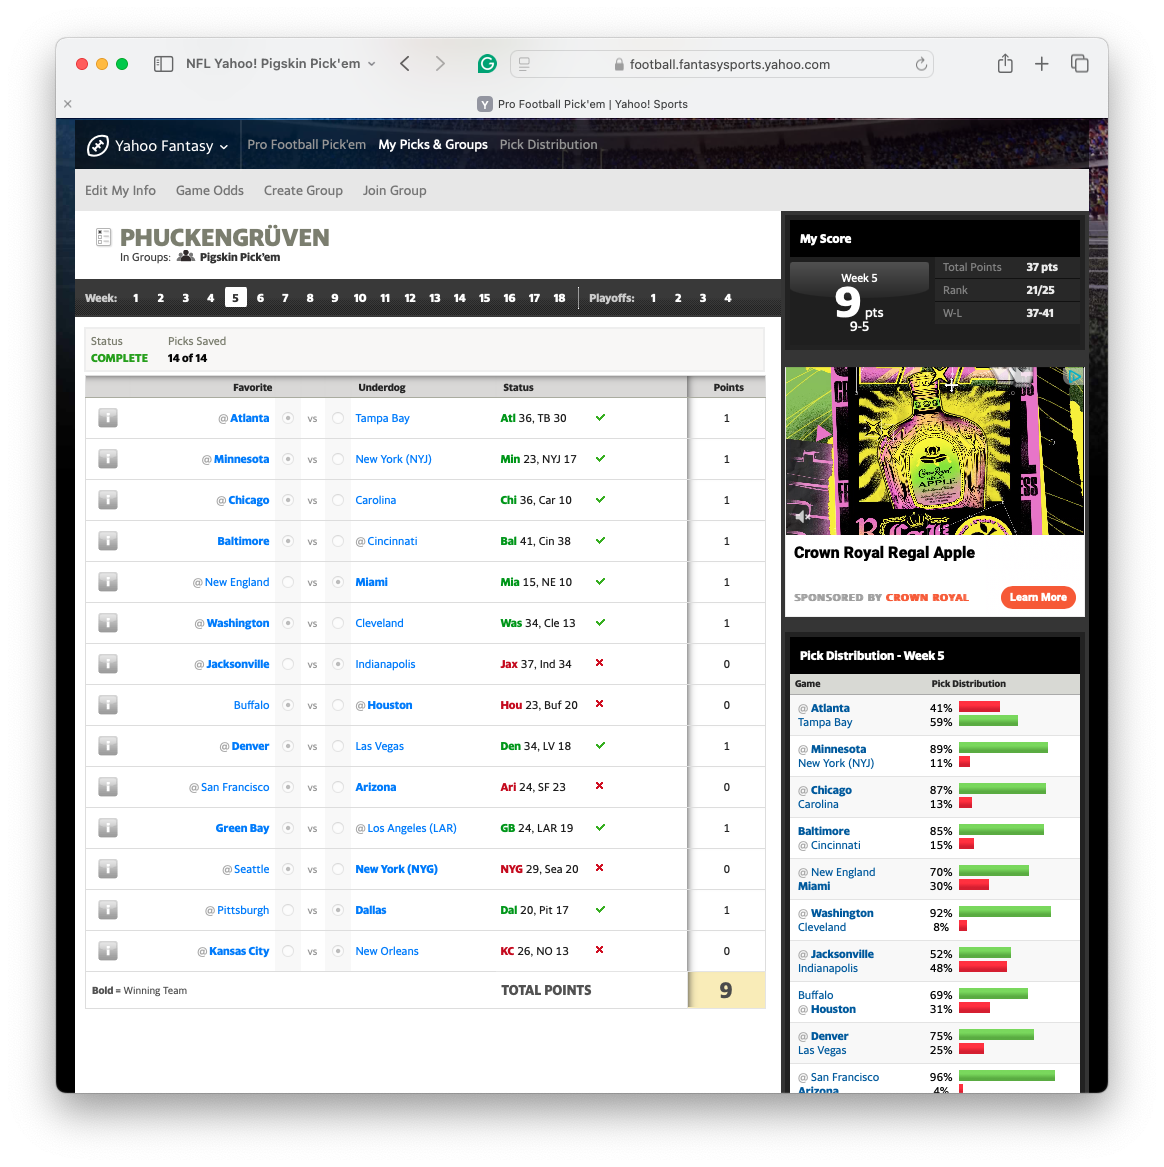 NFL Yahoo! Pigskin Pick'em
football.fantasysports.yahoo.com
Y Pro Football Pick'em | Yahoo! Sports
Yahoo Fantasy Pro Football Pick'em My Picks & Groups Pick Distribution
Edit My Info Game Odds Create Group Join Group
PHUCKENGRÜVEN
In Groups: Pigskin Pick'em
Week: 1 2 3 4 5 6 7 8 9 10 11 12 13 14 15 16 17 18 Playoffs: 1 2 3 4
Status Picks Saved
COMPLETE 14 of 14
Favorite Underdog Status Points
i @ Atlanta vs Tampa Bay Atl 36, TB 30 1
i @ Minnesota vs New York (NYJ) Min 23, NYJ 17 1
i @ Chicago vs Carolina Chi 36, Car 10 1
i Baltimore vs @ Cincinnati Bal 41, Cin 38 1
i @ New England vs Miami Mia 15, NE 10 1
i @ Washington vs Cleveland Was 34, Cle 13 1
i @ Jacksonville vs Indianapolis Jax 37, Ind 34 0
i Buffalo vs @ Houston Hou 23, Buf 20 0
i @ Denver vs Las Vegas Den 34, LV 18 1
i @ San Francisco vs Arizona Ari 24, SF 23 0
i Green Bay vs @ Los Angeles (LAR) GB 24, LAR 19 1
i @ Seattle vs New York (NYG) NYG 29, Sea 20 0
i @ Pittsburgh vs Dallas Dal 20, Pit 17 1
i @ Kansas City vs New Orleans KC 26, NO 13 0
Bold = Winning Team TOTAL POINTS 9
My Score
Week 5
9 pts
9-5
Total Points 37 pts
Rank 21/25
W-L 37-41
Crown Royal
APPLE
Crown Royal Regal Apple
SPONSORED BY CROWN ROYAL Learn More
Pick Distribution - Week 5
Game Pick Distribution
@ Atlanta 41%
Tampa Bay 59%
@ Minnesota 89%
New York (NYJ) 11%
@ Chicago 87%
Carolina 13%
Baltimore 85%
@ Cincinnati 15%
@ New England 70%
Miami 30%
@ Washington 92%
Cleveland 8%
@ Jacksonville 52%
Indianapolis 48%
Buffalo 69%
@ Houston 31%
@ Denver 75%
Las Vegas 25%
@ San Francisco 96%
Arizona 4%